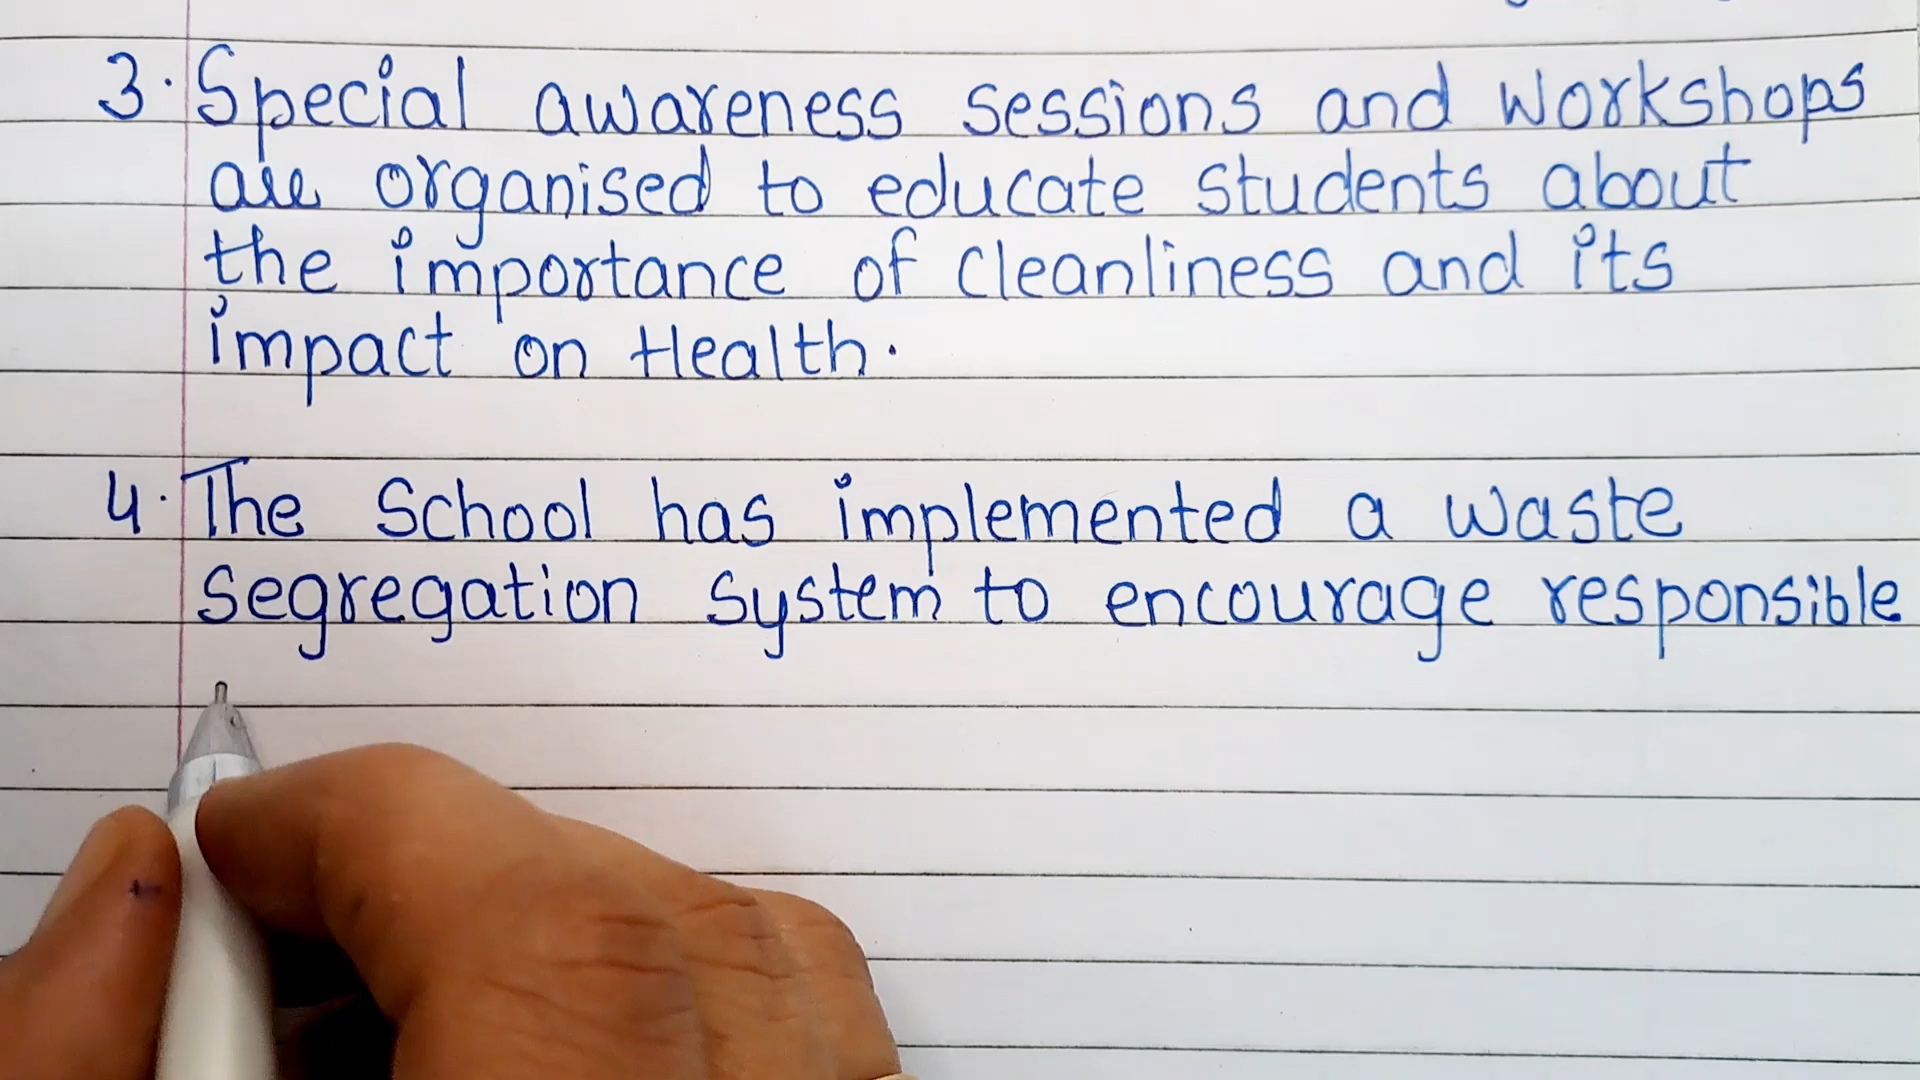 3. Special awareness sessions and workshops
are organised to educate students about
the importance of cleanliness and its
impact on Health.
4. The School has implemented a waste
segregation system to encourage responsible